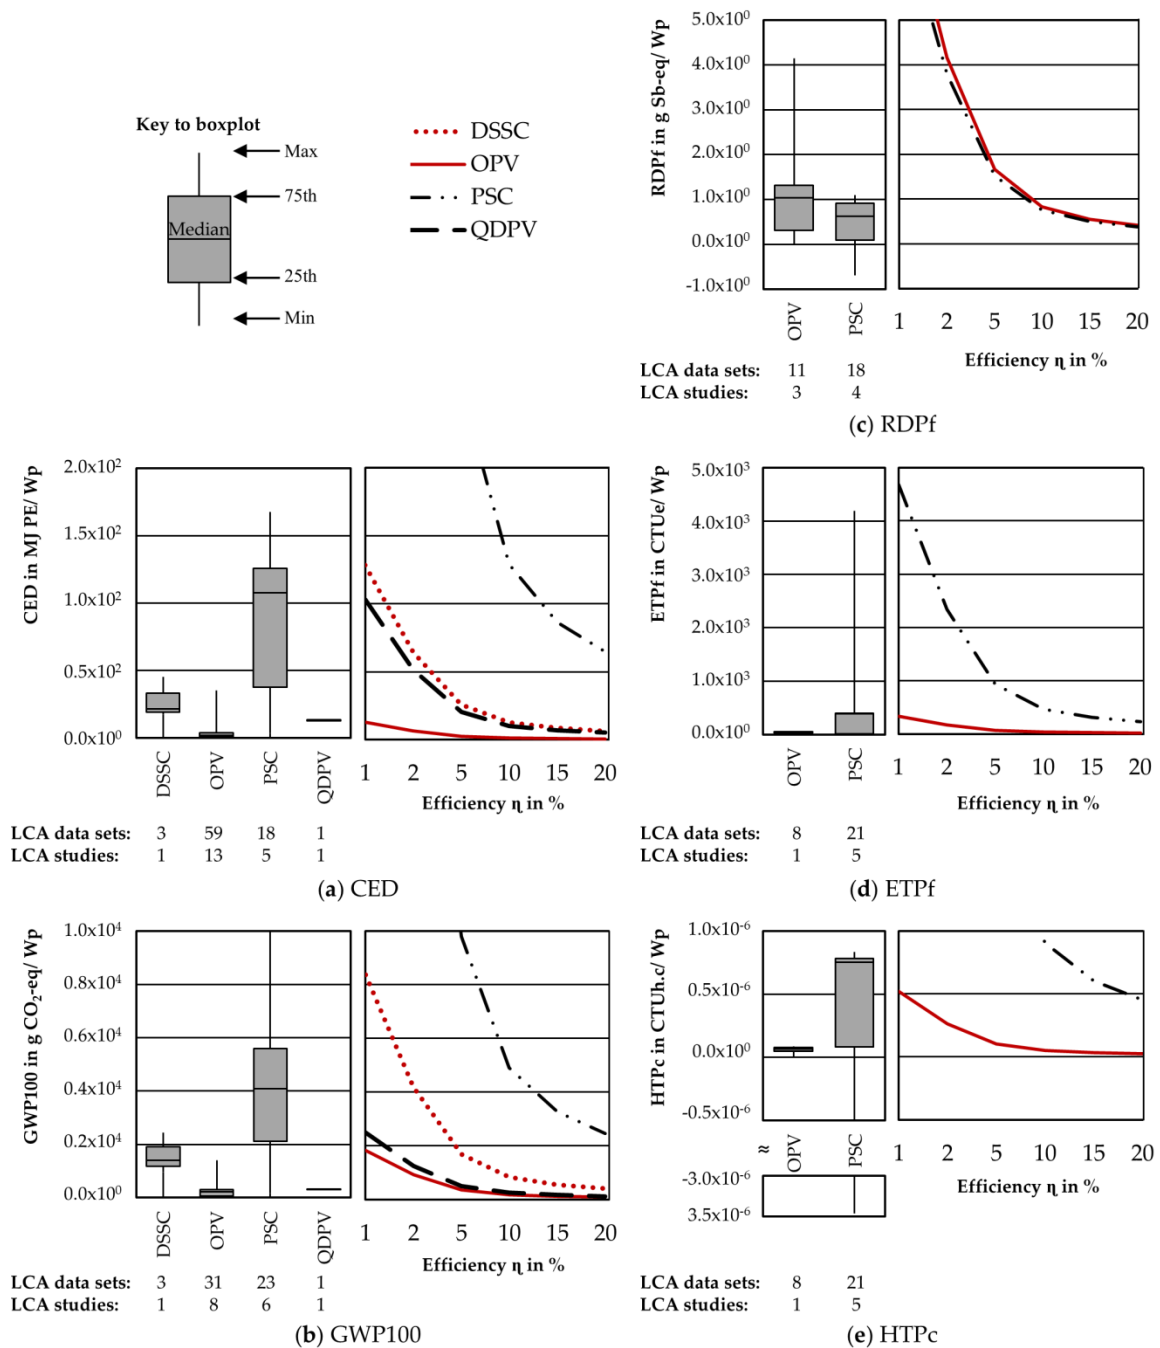 Key to boxplot
Max
75th
Median
25th
Min
DSSC
OPV
PSC
QDPV
RDPf in g Sb-eq/ Wp
5.0x10⁰
4.0x10⁰
3.0x10⁰
2.0x10⁰
1.0x10⁰
0.0x10⁰
-1.0x10⁰
OPV
PSC
1 2 5 10 15 20
Efficiency η in %
LCA data sets: 11 18
LCA studies: 3 4
(c) RDPf
CED in MJ PE/ Wp
2.0x10²
1.5x10²
1.0x10²
0.5x10²
0.0x10⁰
DSSC
OPV
PSC
QDPV
1 2 5 10 15 20
Efficiency η in %
LCA data sets: 3 59 18 1
LCA studies: 1 13 5 1
(a) CED
ETPf in CTUe/ Wp
5.0x10³
4.0x10³
3.0x10³
2.0x10³
1.0x10³
0.0x10⁰
OPV
PSC
1 2 5 10 15 20
Efficiency η in %
LCA data sets: 8 21
LCA studies: 1 5
(d) ETPf
GWP100 in g CO₂-eq/ Wp
1.0x10⁴
0.8x10⁴
0.6x10⁴
0.4x10⁴
0.2x10⁴
0.0x10⁰
DSSC
OPV
PSC
QDPV
1 2 5 10 15 20
Efficiency η in %
LCA data sets: 3 31 23 1
LCA studies: 1 8 6 1
(b) GWP100
HTPc in CTUh.c/ Wp
1.0x10⁻⁶
0.5x10⁻⁶
0.0x10⁰
-0.5x10⁻⁶
≈
OPV
PSC
-3.0x10⁻⁶
3.5x10⁻⁶
1 2 5 10 15 20
Efficiency η in %
LCA data sets: 8 21
LCA studies: 1 5
(e) HTPc